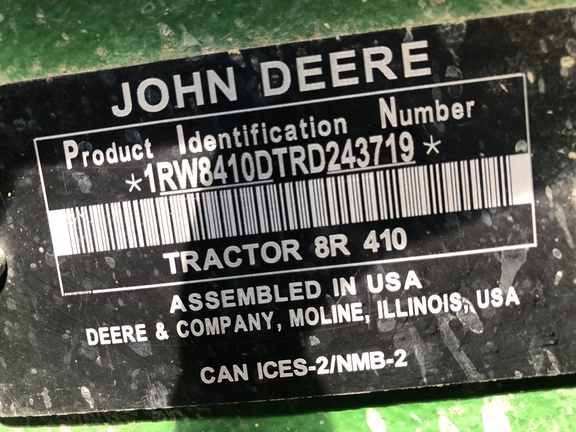 JOHN DEERE
Product Identification Number
*1RW8410DTRD243719*
TRACTOR 8R 410
ASSEMBLED IN USA
DEERE & COMPANY, MOLINE, ILLINOIS, USA
CAN ICES-2/NMB-2